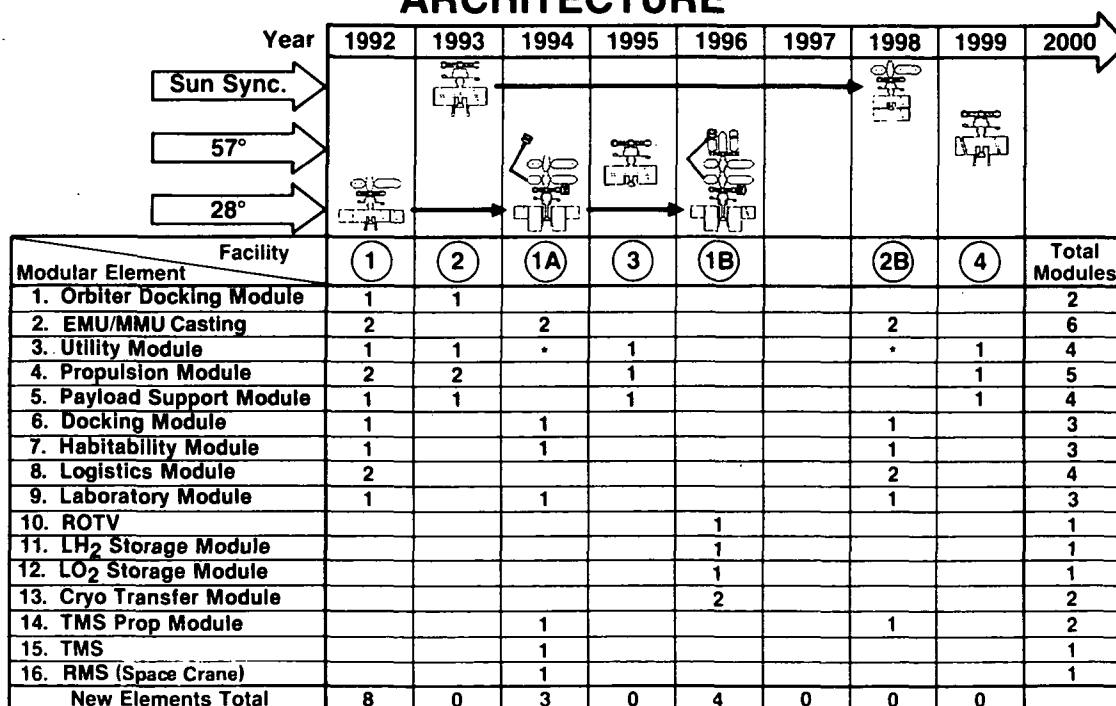 ARCHITECTURE
Year 1992 1993 1994 1995 1996 1997 1998 1999 2000
Sun Sync.
57°
28°
Facility
Modular Element
1 2 1A 3 1B 2B 4 Total Modules
1. Orbiter Docking Module 1 1 2
2. EMU/MMU Casting 2 2 2 6
3. Utility Module 1 1 * 1 * 1 4
4. Propulsion Module 2 2 1 1 5
5. Payload Support Module 1 1 1 1 4
6. Docking Module 1 1 1 3
7. Habitability Module 1 1 1 3
8. Logistics Module 2 2 4
9. Laboratory Module 1 1 1 3
10. ROTV 1 1
11. LH2 Storage Module 1 1
12. LO2 Storage Module 1 1
13. Cryo Transfer Module 2 2
14. TMS Prop Module 1 1 2
15. TMS 1 1
16. RMS (Space Crane) 1 1
New Elements Total 8 0 3 0 4 0 0 0